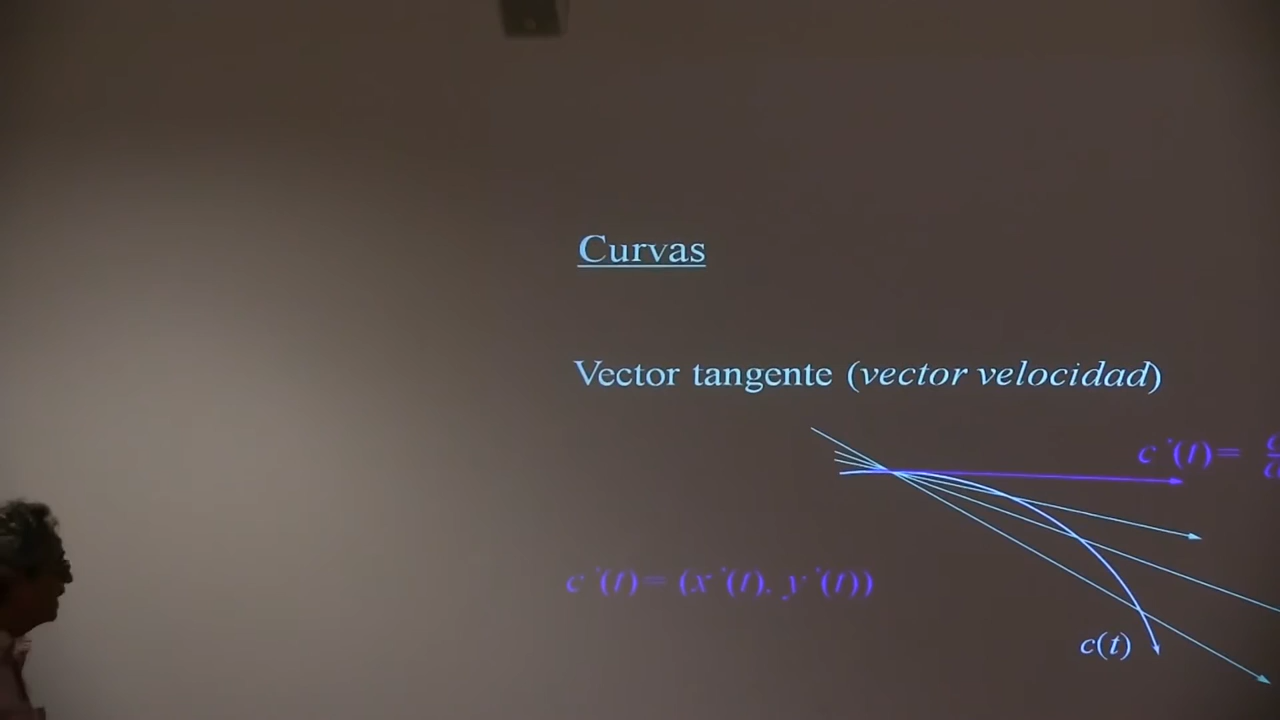 Curvas
Vector tangente (vector velocidad)
c'(t)=
c'(t)= (x'(t), y'(t))
c(t)